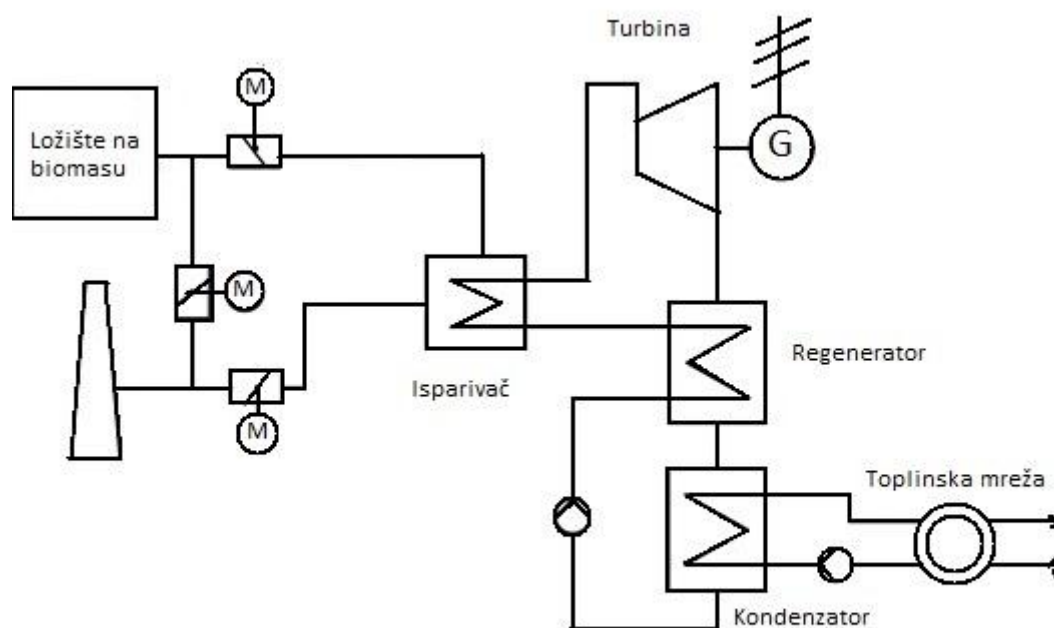 Turbina
M
Ložište na
biomasu
G
M
Regenerator
Isparivač
M
Toplinska mreža
Kondenzator